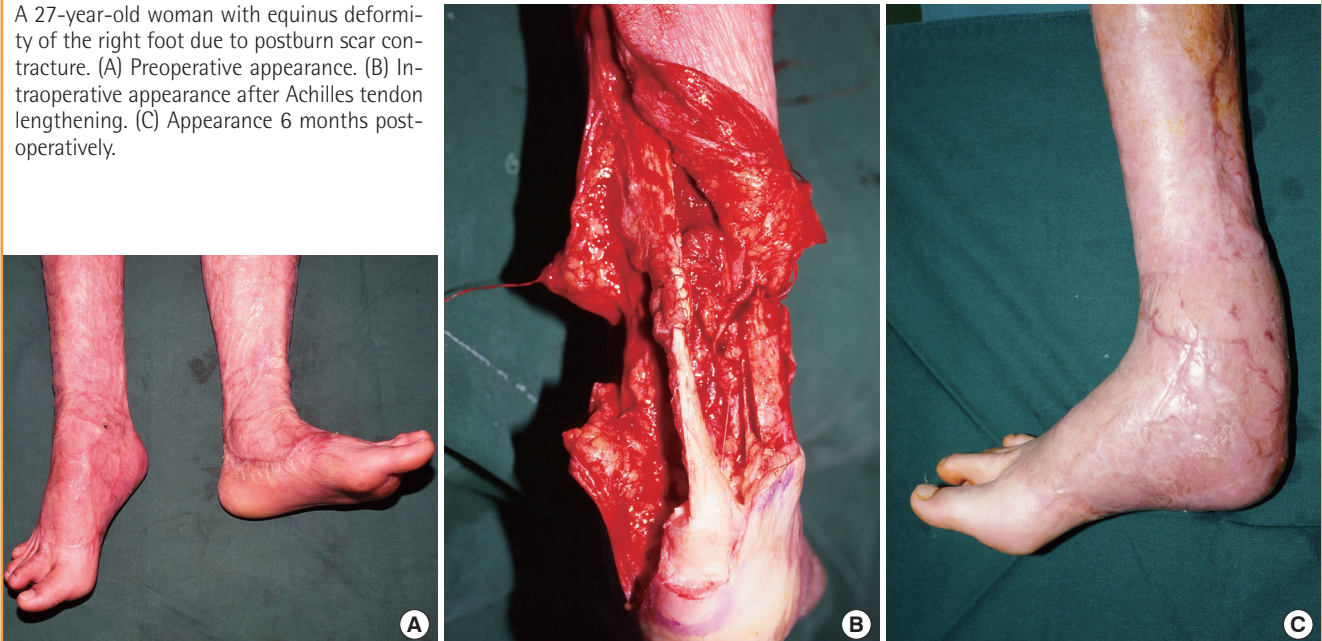 A 27-year-old woman with equinus deformi-
ty of the right foot due to postburn scar con-
tracture. (A) Preoperative appearance. (B) In-
traoperative appearance after Achilles tendon
lengthening. (C) Appearance 6 months post-
operatively.
A
B
C